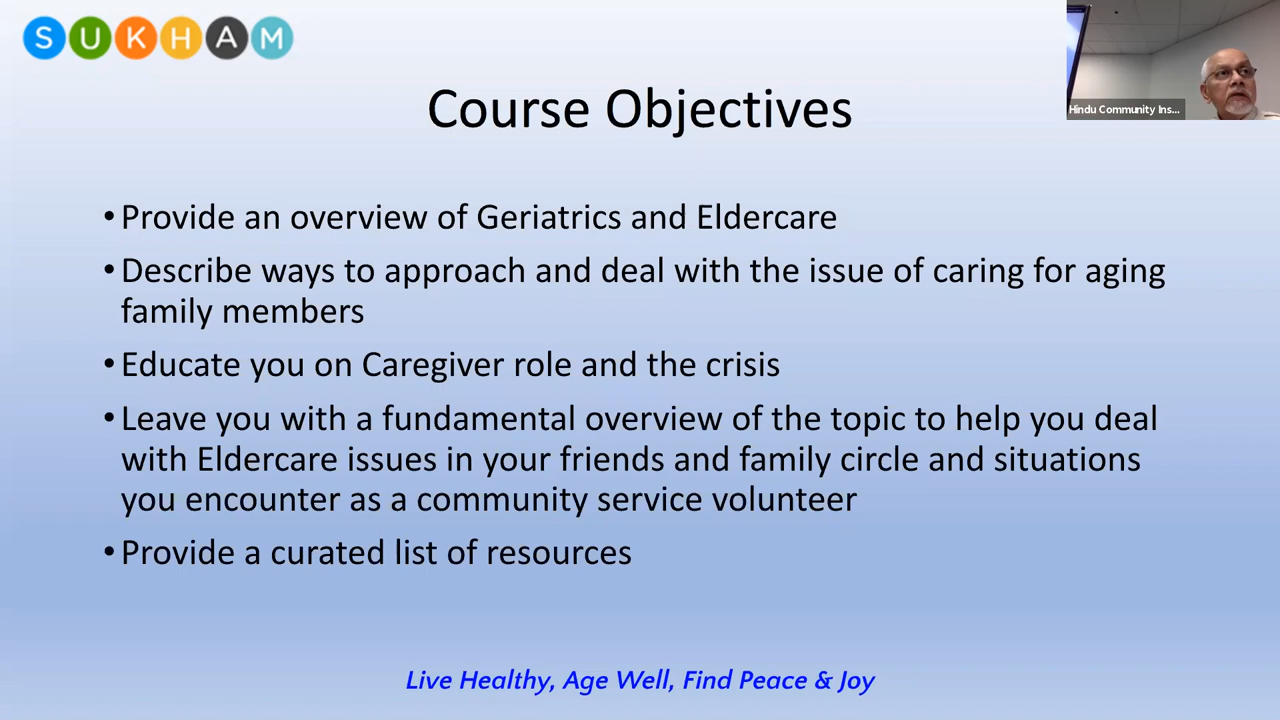 SUKHAM
Hindu Community Ins...
Course Objectives
• Provide an overview of Geriatrics and Eldercare
• Describe ways to approach and deal with the issue of caring for aging
family members
• Educate you on Caregiver role and the crisis
• Leave you with a fundamental overview of the topic to help you deal
with Eldercare issues in your friends and family circle and situations
you encounter as a community service volunteer
• Provide a curated list of resources
Live Healthy, Age Well, Find Peace & Joy